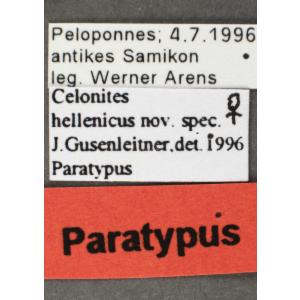 Peloponnes; 4.7.1996
antikes Samikon
leg. Werner Arens
Celonites ♀
hellenicus nov. spec.
J.Gusenleitner,det.1996
Paratypus
Paratypus